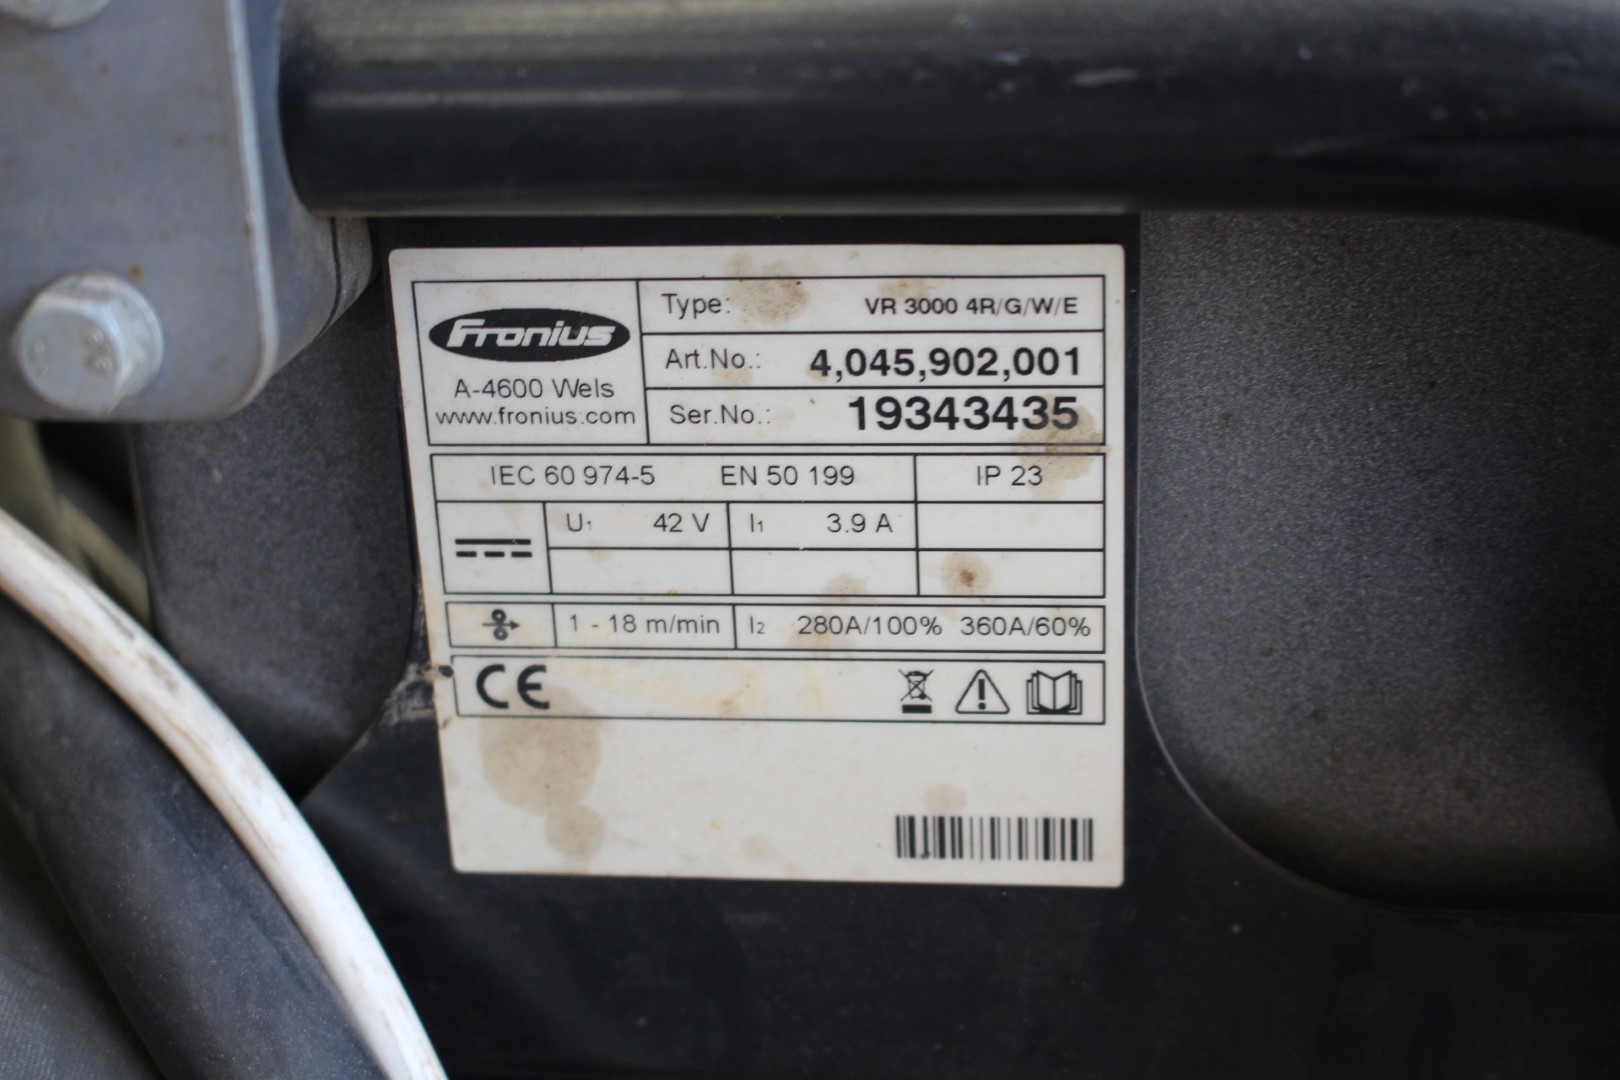 Fronius
A-4600 Wels
www.fronius.com
Type: VR 3000 4R/G/W/E
Art.No.: 4,045,902,001
Ser.No.: 19343435
IEC 60 974-5 EN 50 199 IP 23
U1 42 V I1 3.9 A
1 - 18 m/min I2 280A/100% 360A/60%
CE